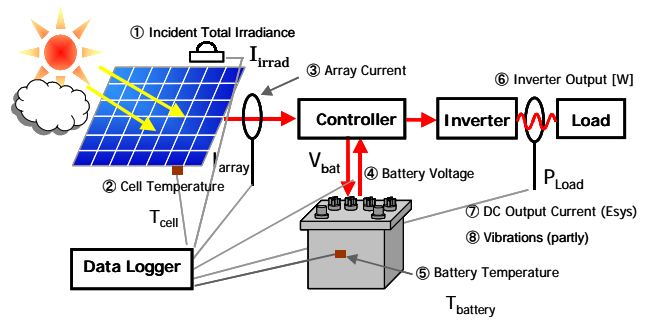 ① Incident Total Irradiance
I_irrad
③ Array Current
⑥ Inverter Output [W]
Controller
Inverter
Load
I_array
V_bat
④ Battery Voltage
② Cell Temperature
P_Load
T_cell
⑦ DC Output Current (Esys)
⑧ Vibrations (partly)
Data Logger
⑤ Battery Temperature
T_battery